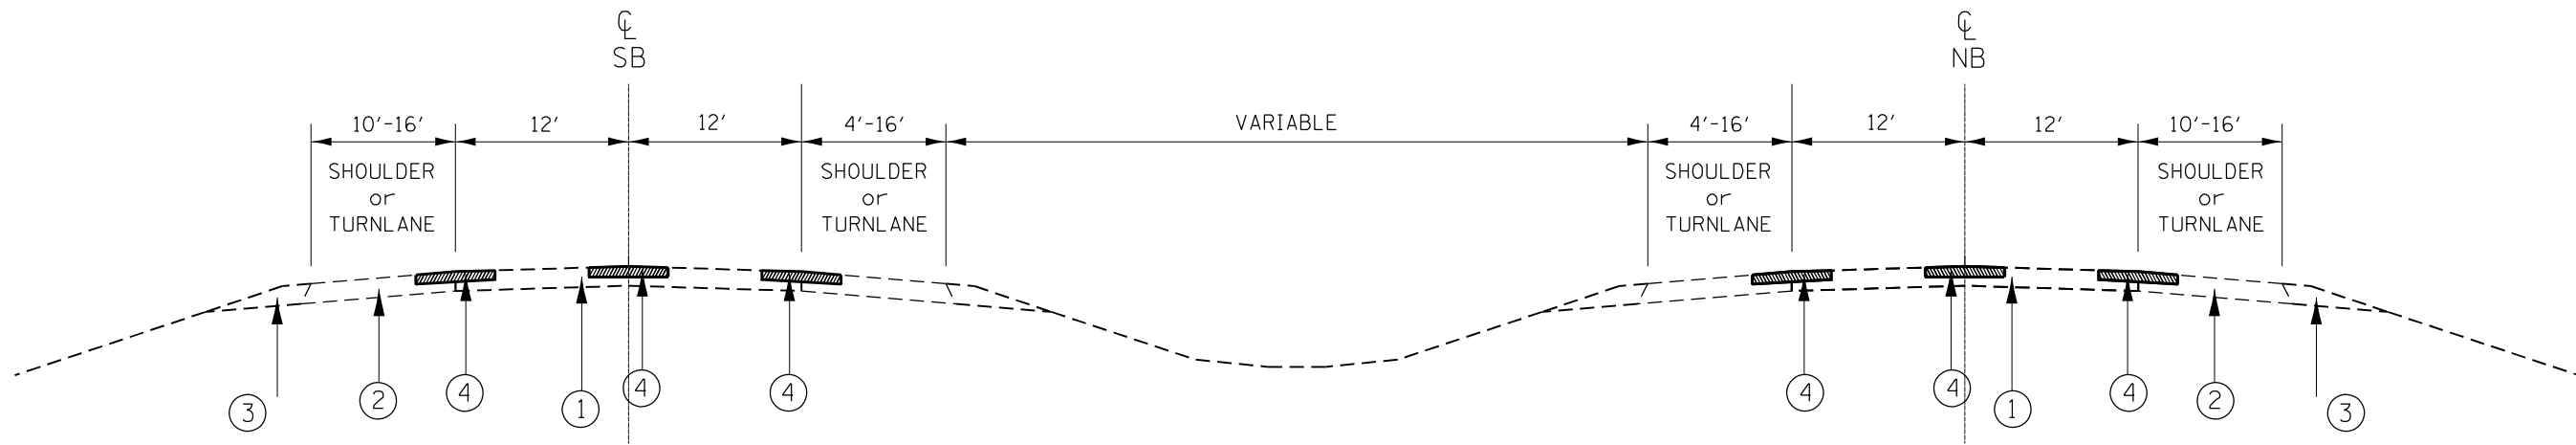 ℄ ℄
SB NB
10'-16' 12' 12' 4'-16' VARIABLE 4'-16' 12' 12' 10'-16'
SHOULDER SHOULDER SHOULDER SHOULDER
or or or or
TURNLANE TURNLANE TURNLANE TURNLANE
3 2 4 1 4 4 4 4 1 4 2 3